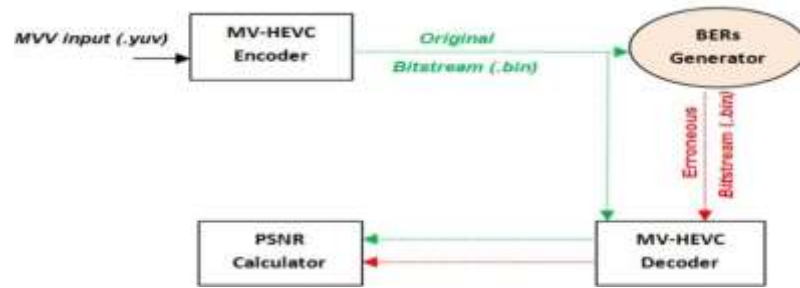 MVV input (.yuv)
MV-HEVC
Encoder
Original
Bitstream (.bin)
BERs
Generator
Erroneous
Bitstream (.bin)
PSNR
Calculator
MV-HEVC
Decoder